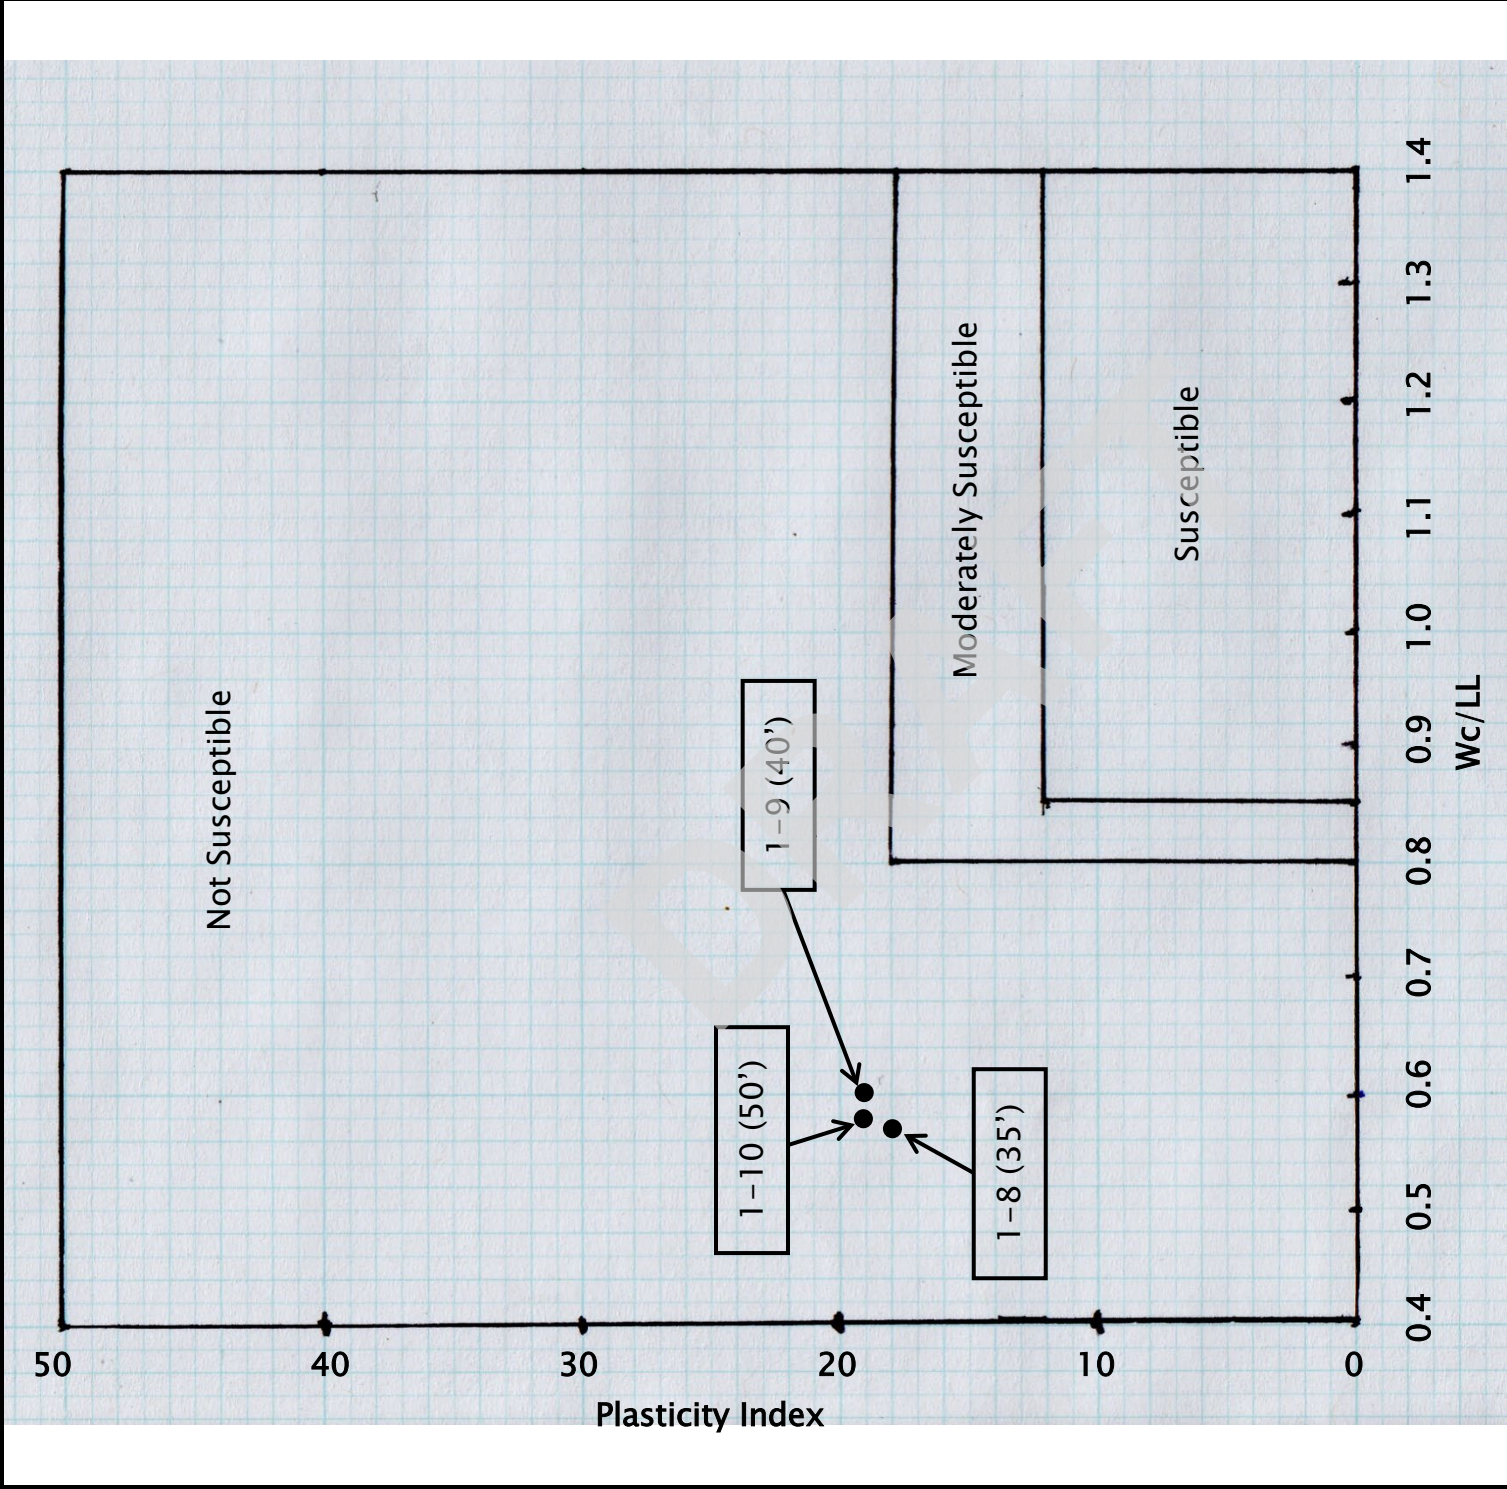 Not Susceptible
Moderately Susceptible
Susceptible
1-9 (40')
1-10 (50')
1-8 (35')
1.4
1.3
1.2
1.1
1.0
0.9
0.8
0.7
0.6
0.5
0.4
Wc/LL
50 40 30 20 10 0
Plasticity Index
DRAFT